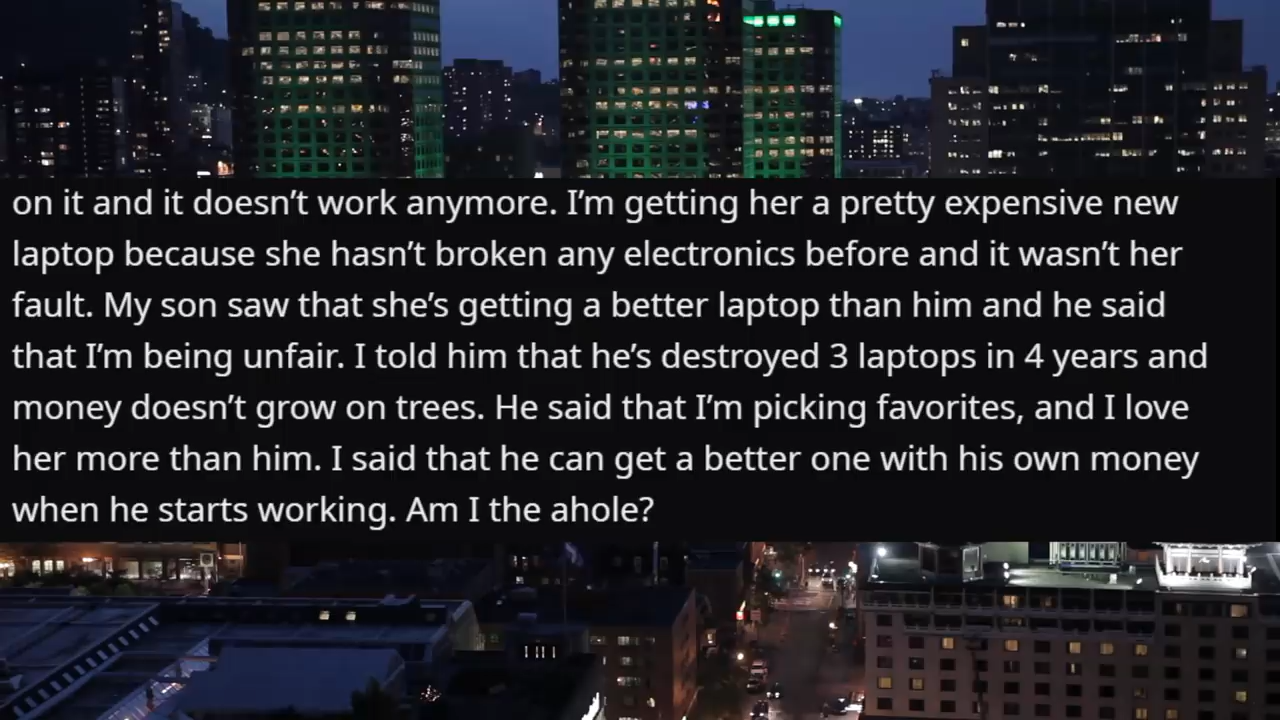 on it and it doesn’t work anymore. I’m getting her a pretty expensive new
laptop because she hasn’t broken any electronics before and it wasn’t her
fault. My son saw that she’s getting a better laptop than him and he said
that I’m being unfair. I told him that he’s destroyed 3 laptops in 4 years and
money doesn’t grow on trees. He said that I’m picking favorites, and I love
her more than him. I said that he can get a better one with his own money
when he starts working. Am I the ahole?